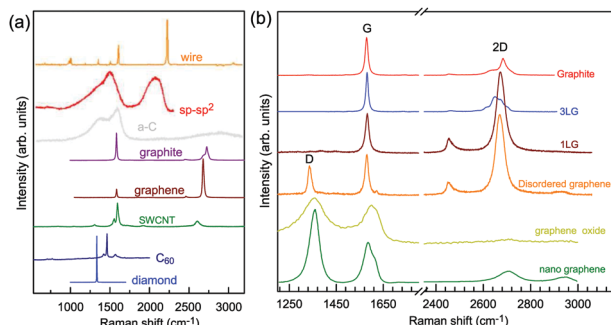 (a)
wire
sp-sp²
a-C
graphite
graphene
SWCNT
C₆₀
diamond
Intensity (arb. units)
1000 1500 2000 2500 3000
Raman shift (cm⁻¹)
(b)
G
2D
D
Graphite
3LG
1LG
Disordered graphene
graphene oxide
nano graphene
Intensity (arb. units)
1250 1450 1650 2400 2600 2800 3000
Raman shift (cm⁻¹)